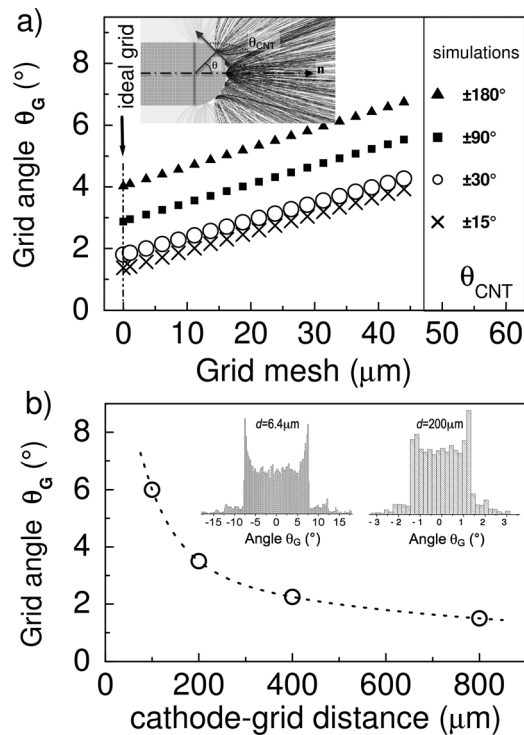 a)
ideal grid
θCNT
θ
n
Grid angle θG (°)
8
6
4
2
0
0 10 20 30 40 50 60
Grid mesh (μm)
simulations
▲ ±180°
■ ±90°
○ ±30°
× ±15°
θCNT
b)
Grid angle θG (°)
8
6
4
2
0
d=6.4μm
-15 -10 -5 0 5 10 15
Angle θG (°)
d=200μm
-3 -2 -1 0 1 2 3
Angle θG (°)
0 200 400 600 800
cathode-grid distance (μm)